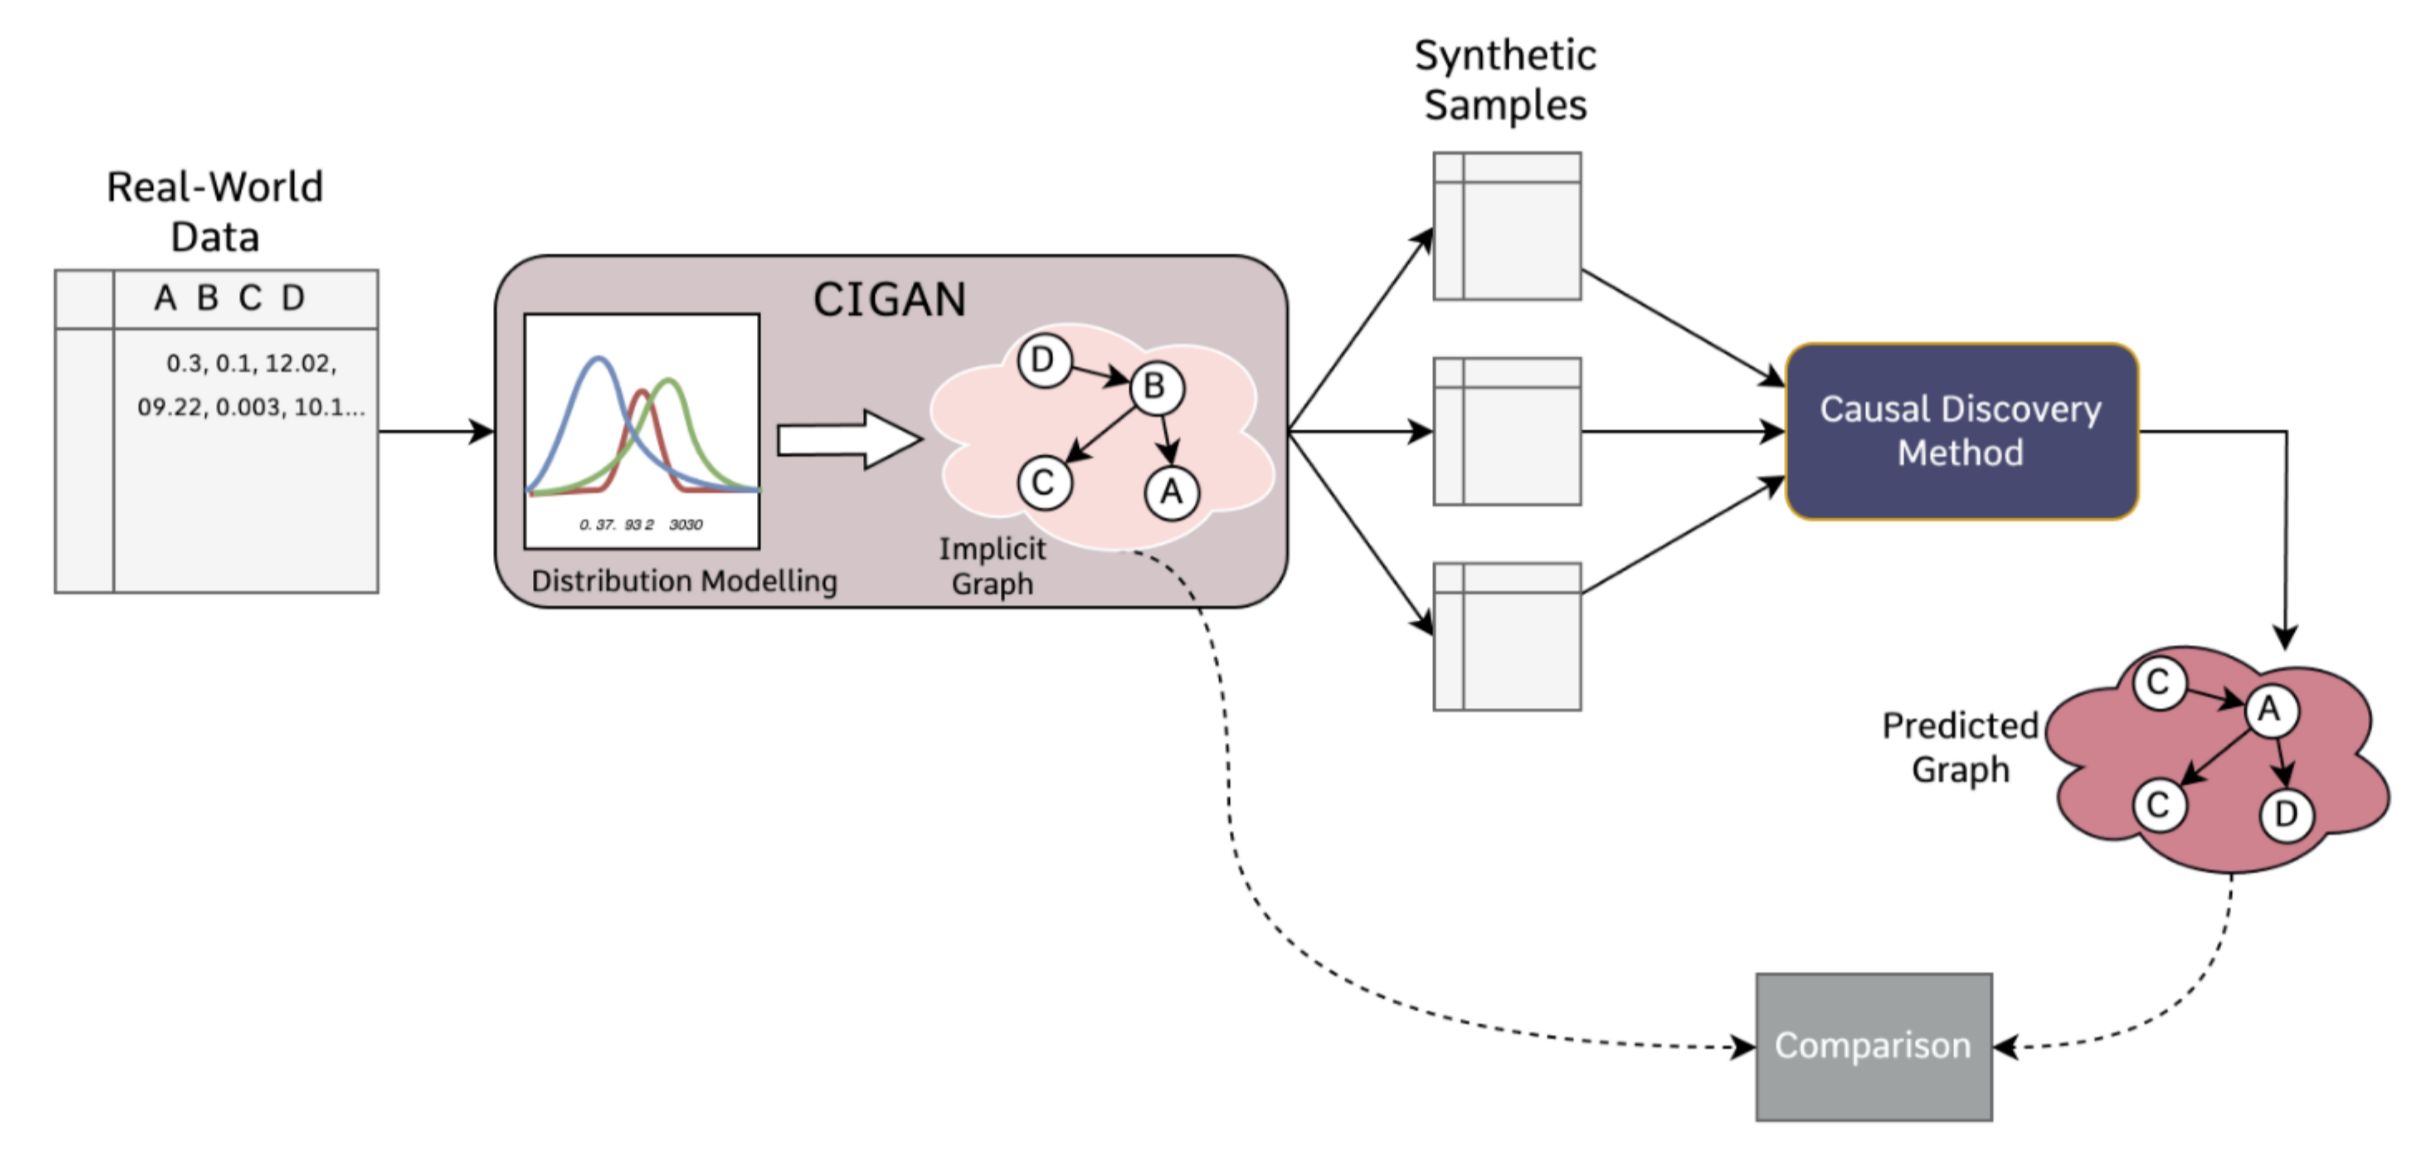 Real-World
Data
A B C D
0.3, 0.1, 12.02,
09.22, 0.003, 10.1...
CIGAN
0. 37. 93 2 3030
Distribution Modelling
D
B
C
A
Implicit
Graph
Synthetic
Samples
Causal Discovery
Method
Predicted
Graph
C
A
C
D
Comparison